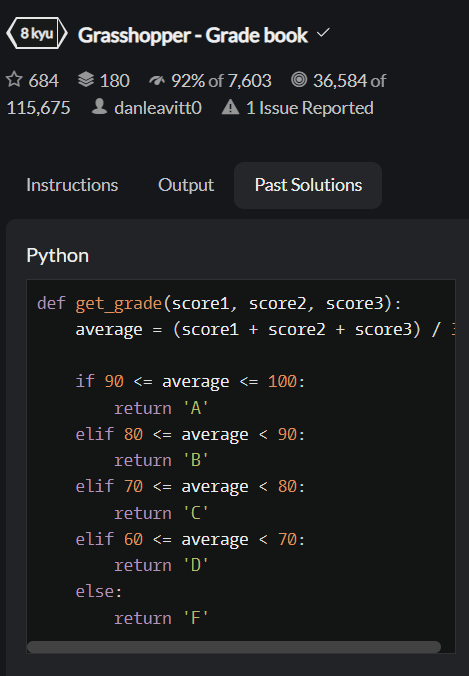 8 kyu Grasshopper - Grade book
684 180 92% of 7,603 36,584 of
115,675 danleavitt0 1 Issue Reported
Instructions Output Past Solutions
Python
def get_grade(score1, score2, score3):
    average = (score1 + score2 + score3) /
    if 90 <= average <= 100:
        return 'A'
    elif 80 <= average < 90:
        return 'B'
    elif 70 <= average < 80:
        return 'C'
    elif 60 <= average < 70:
        return 'D'
    else:
        return 'F'